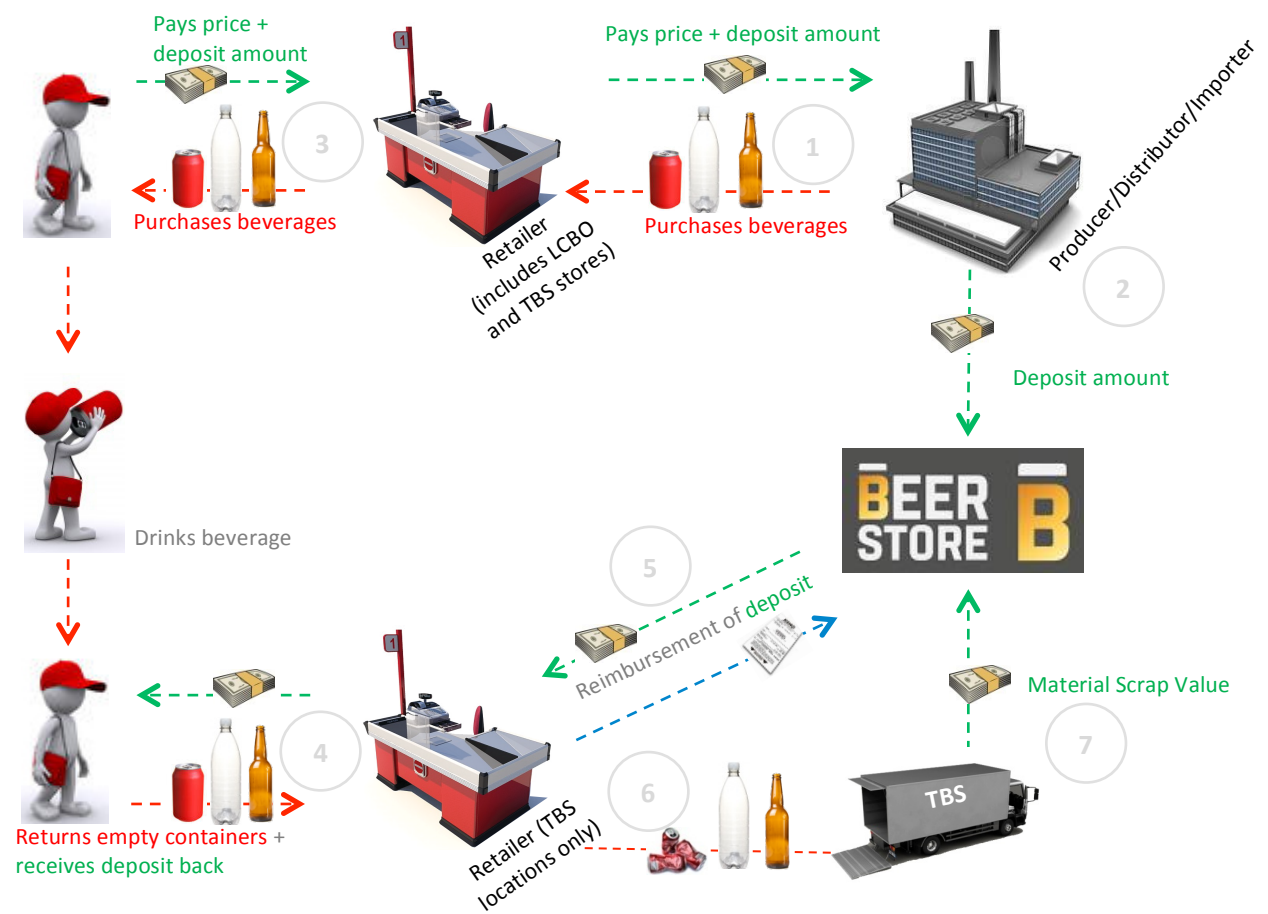 Pays price +
deposit amount
3
1
Purchases beverages
Retailer
(includes LCBO
and TBS stores)
Pays price + deposit amount
1
Purchases beverages
Producer/Distributor/Importer
2
Deposit amount
BEER
STORE
B
Drinks beverage
5
Reimbursement of deposit
4
1
Returns empty containers +
receives deposit back
Retailer (TBS
locations only)
6
TBS
Material Scrap Value
7